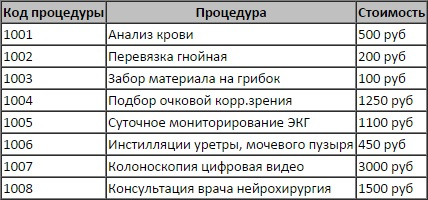 Код процедуры Процедура Стоимость
1001 Анализ крови 500 руб
1002 Перевязка гнойная 200 руб
1003 Забор материала на грибок 100 руб
1004 Подбор очковой корр.зрения 1250 руб
1005 Суточное мониторирование ЭКГ 1100 руб
1006 Инстилляции уретры, мочевого пузыря 450 руб
1007 Колоноскопия цифровая видео 3000 руб
1008 Консультация врача нейрохирургия 1500 руб